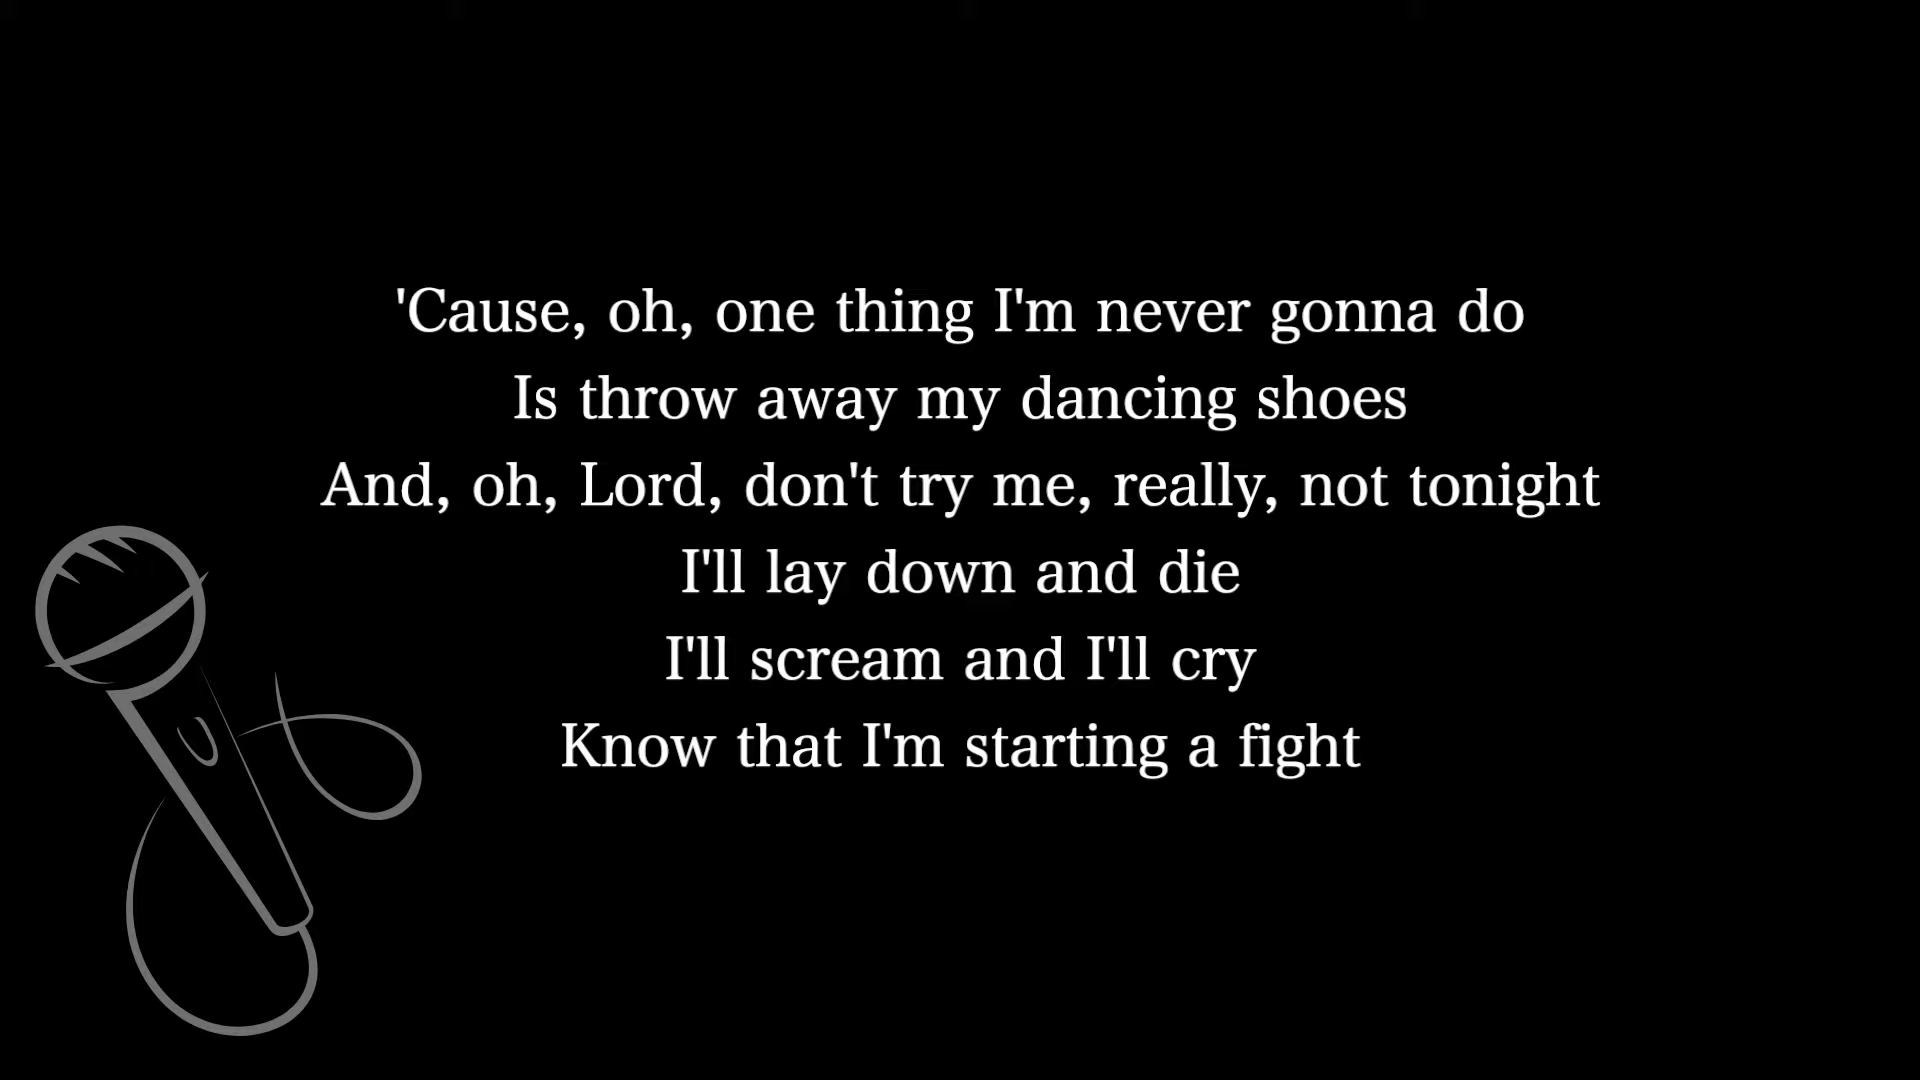 'Cause, oh, one thing I'm never gonna do
Is throw away my dancing shoes
And, oh, Lord, don't try me, really, not tonight
I'll lay down and die
I'll scream and I'll cry
Know that I'm starting a fight